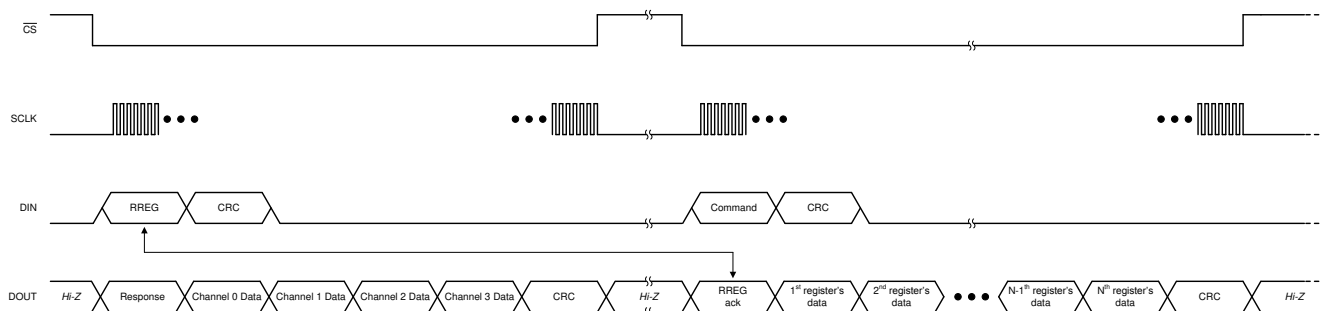 CS
SCLK
DIN
RREG
CRC
Command
CRC
DOUT
Hi-Z
Response
Channel 0 Data
Channel 1 Data
Channel 2 Data
Channel 3 Data
CRC
Hi-Z
RREG
ack
1st register's
data
2nd register's
data
N-1th register's
data
Nth register's
data
CRC
Hi-Z